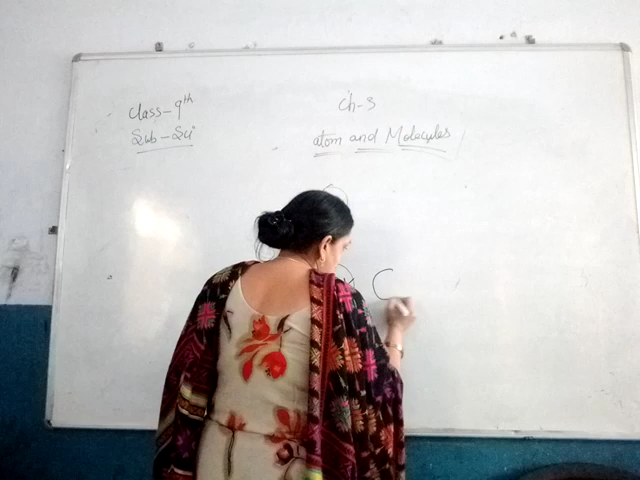 Class-9th
Ch-3
Sub-Sci
atom and Molecules
C